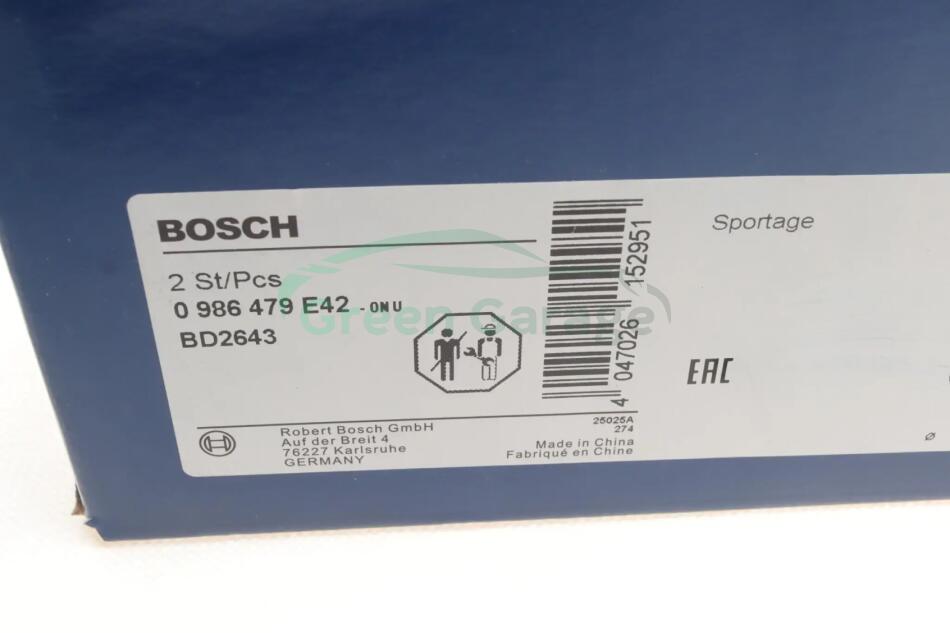 BOSCH
2 St/Pcs
0 986 479 E42 - 0NU
BD2643
Green Garage
4 047026 152951
Sportage
EAC
Robert Bosch GmbH
Auf der Breit 4
76227 Karlsruhe
GERMANY
25025A
274
Made in China
Fabriqué en Chine
Ø